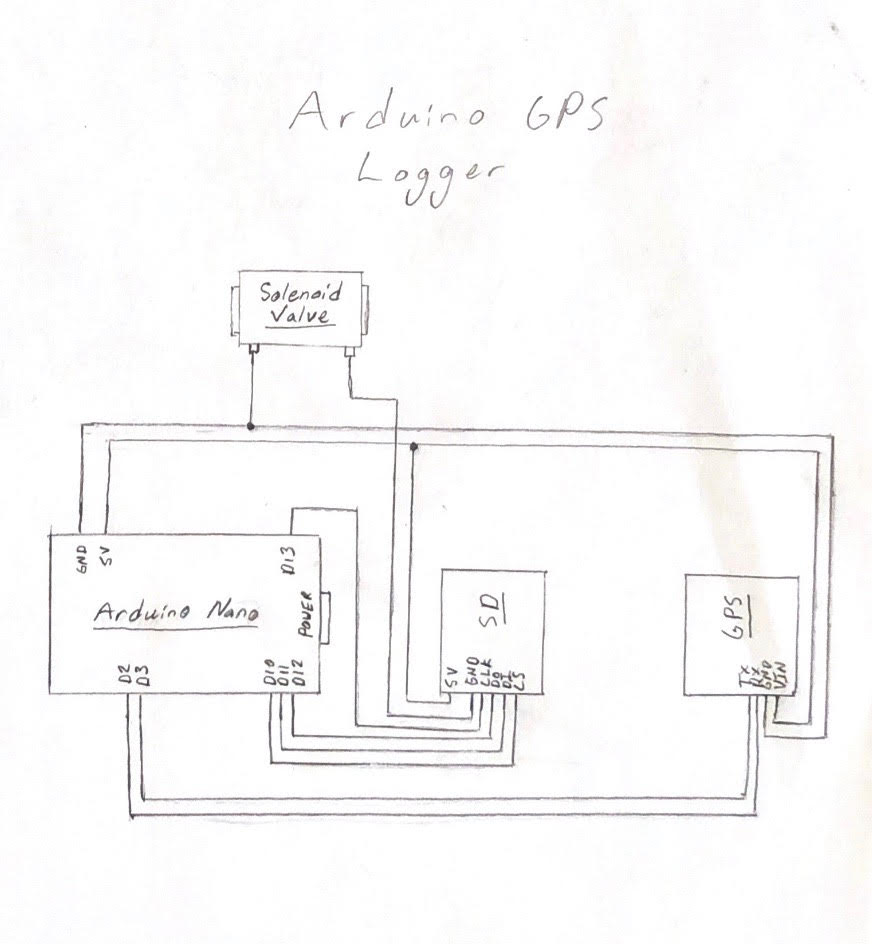 Arduino GPS
Logger
Solenoid
Valve
GND
5V
D13
Arduino Nano
POWER
D2
D3
D10
D11
D12
SD
5V
GND
CLK
DO
DI
CS
GPS
TX
RX
GND
VIN